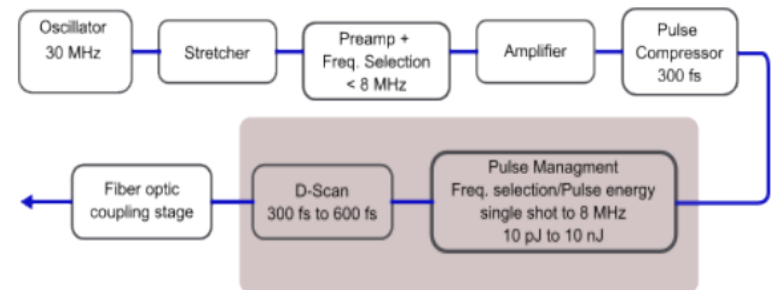 Oscillator
30 MHz
Stretcher
Preamp +
Freq. Selection
< 8 MHz
Amplifier
Pulse
Compressor
300 fs
Fiber optic
coupling stage
D-Scan
300 fs to 600 fs
Pulse Managment
Freq. selection/Pulse energy
single shot to 8 MHz
10 pJ to 10 nJ